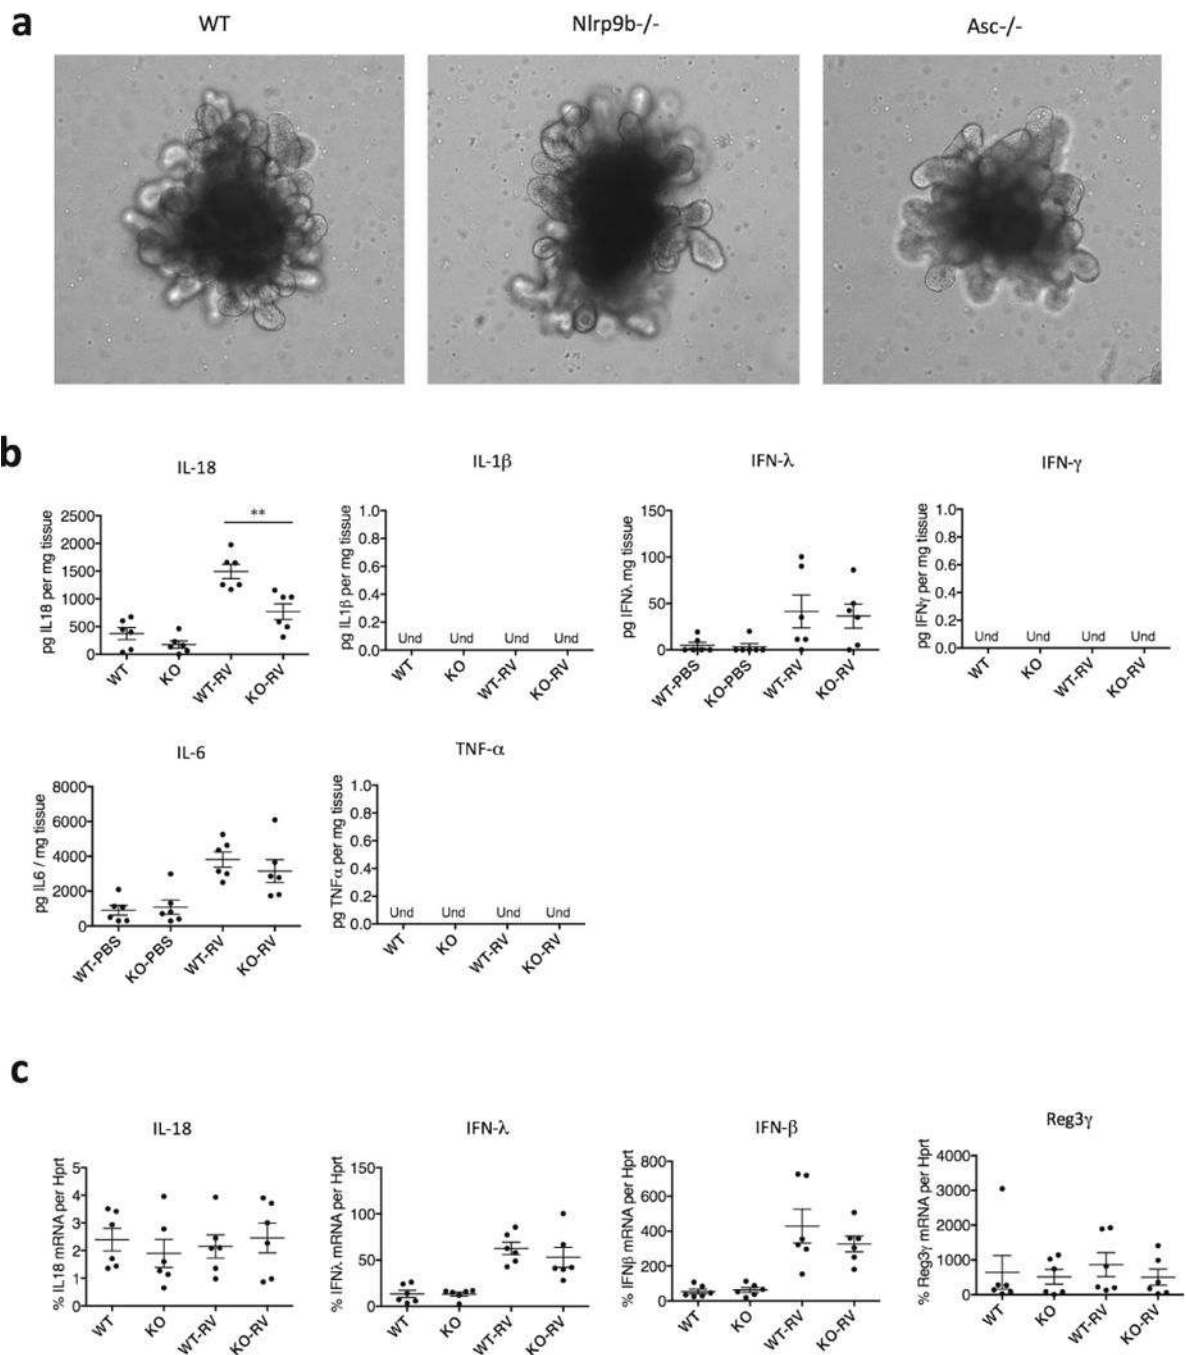 a
WT
Nlrp9b-/-
Asc-/-
b
IL-18
pg IL18 per mg tissue
2500
2000
1500
1000
500
0
**
WT
KO
WT-RV
KO-RV
IL-1β
pg IL1β per mg tissue
1.0
0.8
0.6
0.4
0.2
0.0
Und Und Und Und
WT
KO
WT-RV
KO-RV
IFN-λ
pg IFNλ mg tissue
150
100
50
0
WT-PBS
KO-PBS
WT-RV
KO-RV
IFN-γ
pg IFNγ per mg tissue
1.0
0.8
0.6
0.4
0.2
0.0
Und Und Und Und
WT
KO
WT-RV
KO-RV
IL-6
pg IL6 / mg tissue
8000
6000
4000
2000
0
WT-PBS
KO-PBS
WT-RV
KO-RV
TNF-α
pg TNFα per mg tissue
1.0
0.8
0.6
0.4
0.2
0.0
Und Und Und Und
WT
KO
WT-RV
KO-RV
c
IL-18
% IL18 mRNA per Hprt
5
4
3
2
1
0
WT
KO
WT-RV
KO-RV
IFN-λ
% IFNλ mRNA per Hprt
150
100
50
0
WT
KO
WT-RV
KO-RV
IFN-β
% IFNβ mRNA per Hprt
800
600
400
200
0
WT
KO
WT-RV
KO-RV
Reg3γ
% Reg3γ mRNA per Hprt
4000
3000
2000
1000
0
WT
KO
WT-RV
KO-RV